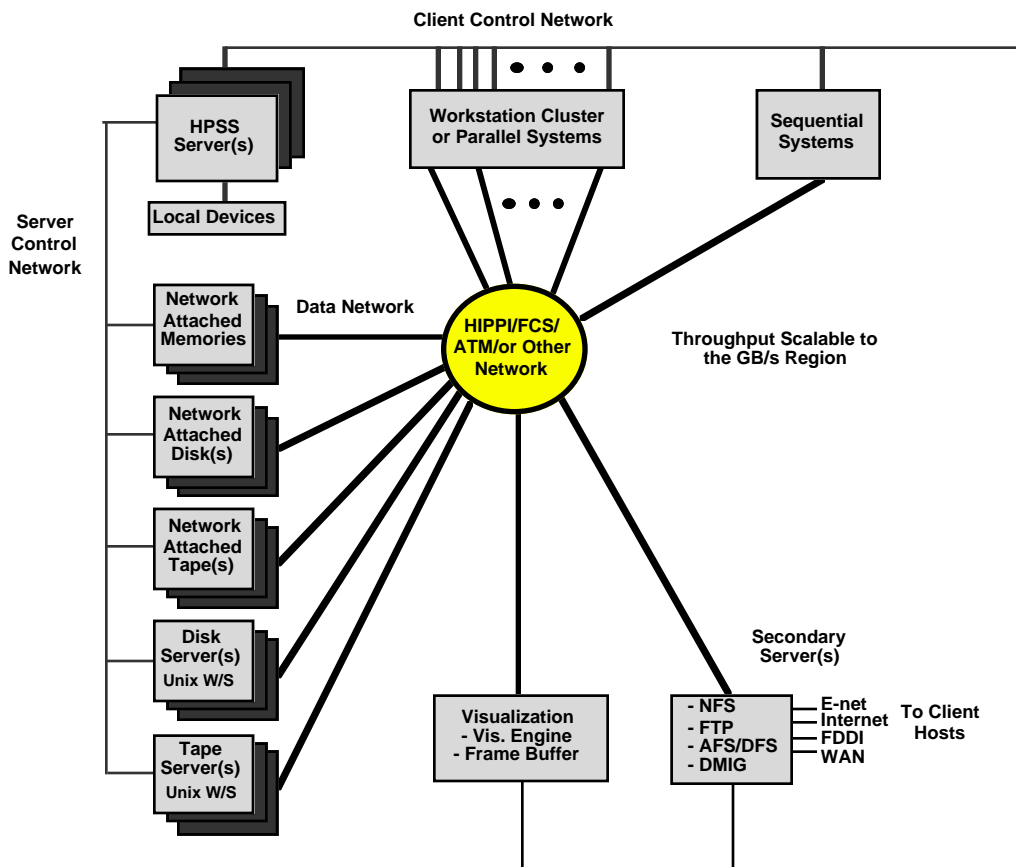 Client Control Network
HPSS
Server(s)
Workstation Cluster
or Parallel Systems
Sequential
Systems
Local Devices
Server
Control
Network
Network
Attached
Memories
Data Network
HIPPI/FCS/
ATM/or Other
Network
Throughput Scalable to
the GB/s Region
Network
Attached
Disk(s)
Network
Attached
Tape(s)
Disk
Server(s)
Unix W/S
Tape
Server(s)
Unix W/S
Visualization
- Vis. Engine
- Frame Buffer
Secondary
Server(s)
- NFS
- FTP
- AFS/DFS
- DMIG
E-net
Internet
FDDI
WAN
To Client
Hosts